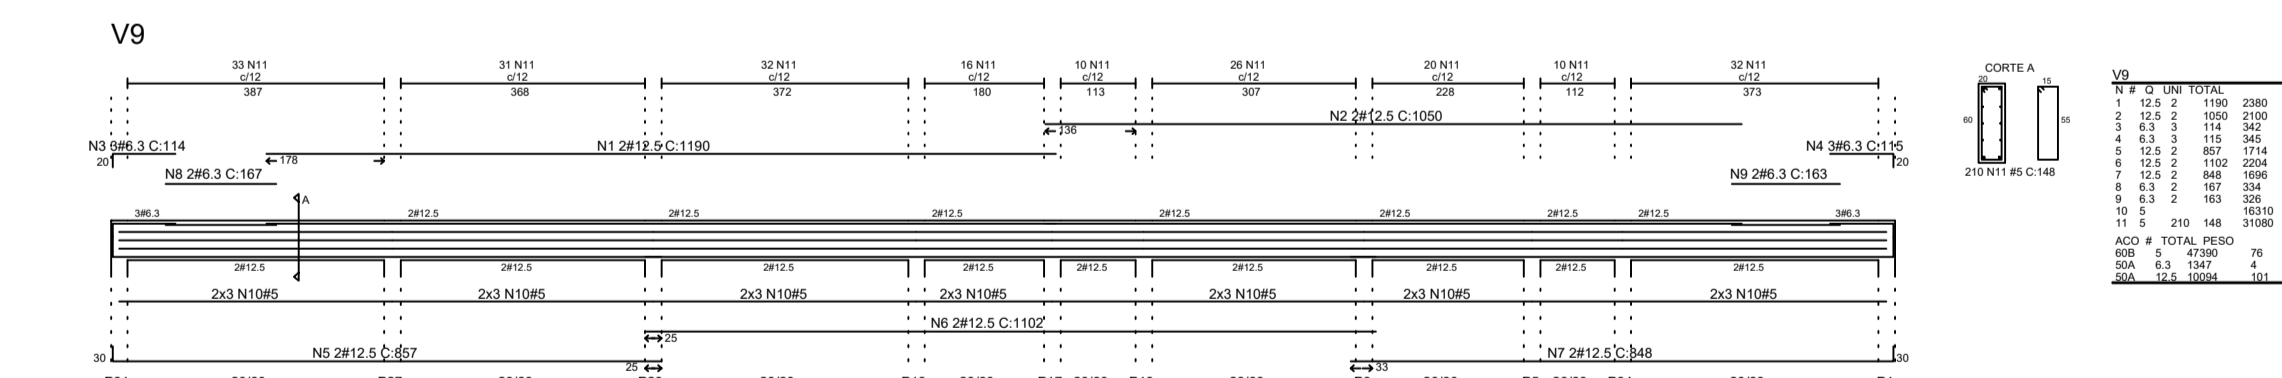 V9
33 N11 31 N11 32 N11 16 N11 10 N11 26 N11 20 N11 10 N11 32 N11
c/12 c/12 c/12 c/12 c/12 c/12 c/12 c/12 c/12
387 368 372 180 113 307 228 112 373
N2 2#12.5 C:1050
136
N3 3#6.3 C:114 N1 2#12.5 C:1190 N4 3#6.3 C:115
20 178 20
N8 2#6.3 C:167 N9 2#6.3 C:163
A
3#6.3 2#12.5 2#12.5 2#12.5 2#12.5 2#12.5 2#12.5 2#12.5 3#6.3
2#12.5 2#12.5 2#12.5 2#12.5 2#12.5 2#12.5 2#12.5 2#12.5 2#12.5
2x3 N10#5 2x3 N10#5 2x3 N10#5 2x3 N10#5 2x3 N10#5 2x3 N10#5 2x3 N10#5
N6 2#12.5 C:1102
25
30 N5 2#12.5 C:857 N7 2#12.5 C:848 30
25 33
CORTE A
20 15
60 55
210 N11 #5 C:148
V9
N # Q UNI TOTAL
1 12.5 2 1190 2380
2 12.5 2 1050 2100
3 6.3 3 114 342
4 6.3 3 115 345
5 12.5 2 857 1714
6 12.5 2 1102 2204
7 12.5 2 848 1696
8 6.3 2 167 334
9 6.3 2 163 326
10 5 16310
11 5 210 148 31080
ACO # TOTAL PESO
60B 5 47390 76
50A 6.3 1347 4
50A 12.5 10094 101